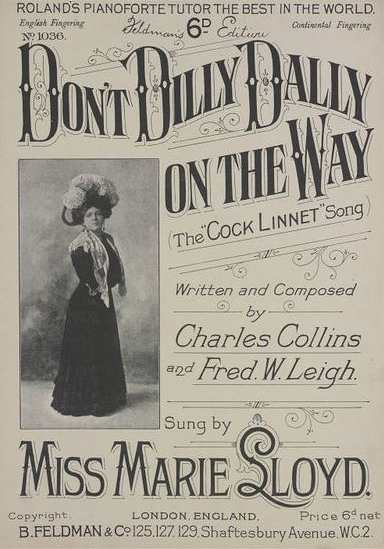 ROLAND'S PIANOFORTE TUTOR THE BEST IN THE WORLD.
English Fingering
Continental Fingering
Nº 1036.
Feldman's 6D Edition
DON'T DILLY DALLY
ON THE WAY
(The "COCK LINNET" Song)
Written and Composed
by
Charles Collins
and Fred. W. Leigh.
Sung by
MISS MARIE LLOYD.
Copyright. LONDON, ENGLAND. Price 6d net
B. FELDMAN & Cº 125, 127, 129, Shaftesbury Avenue, W.C.2.